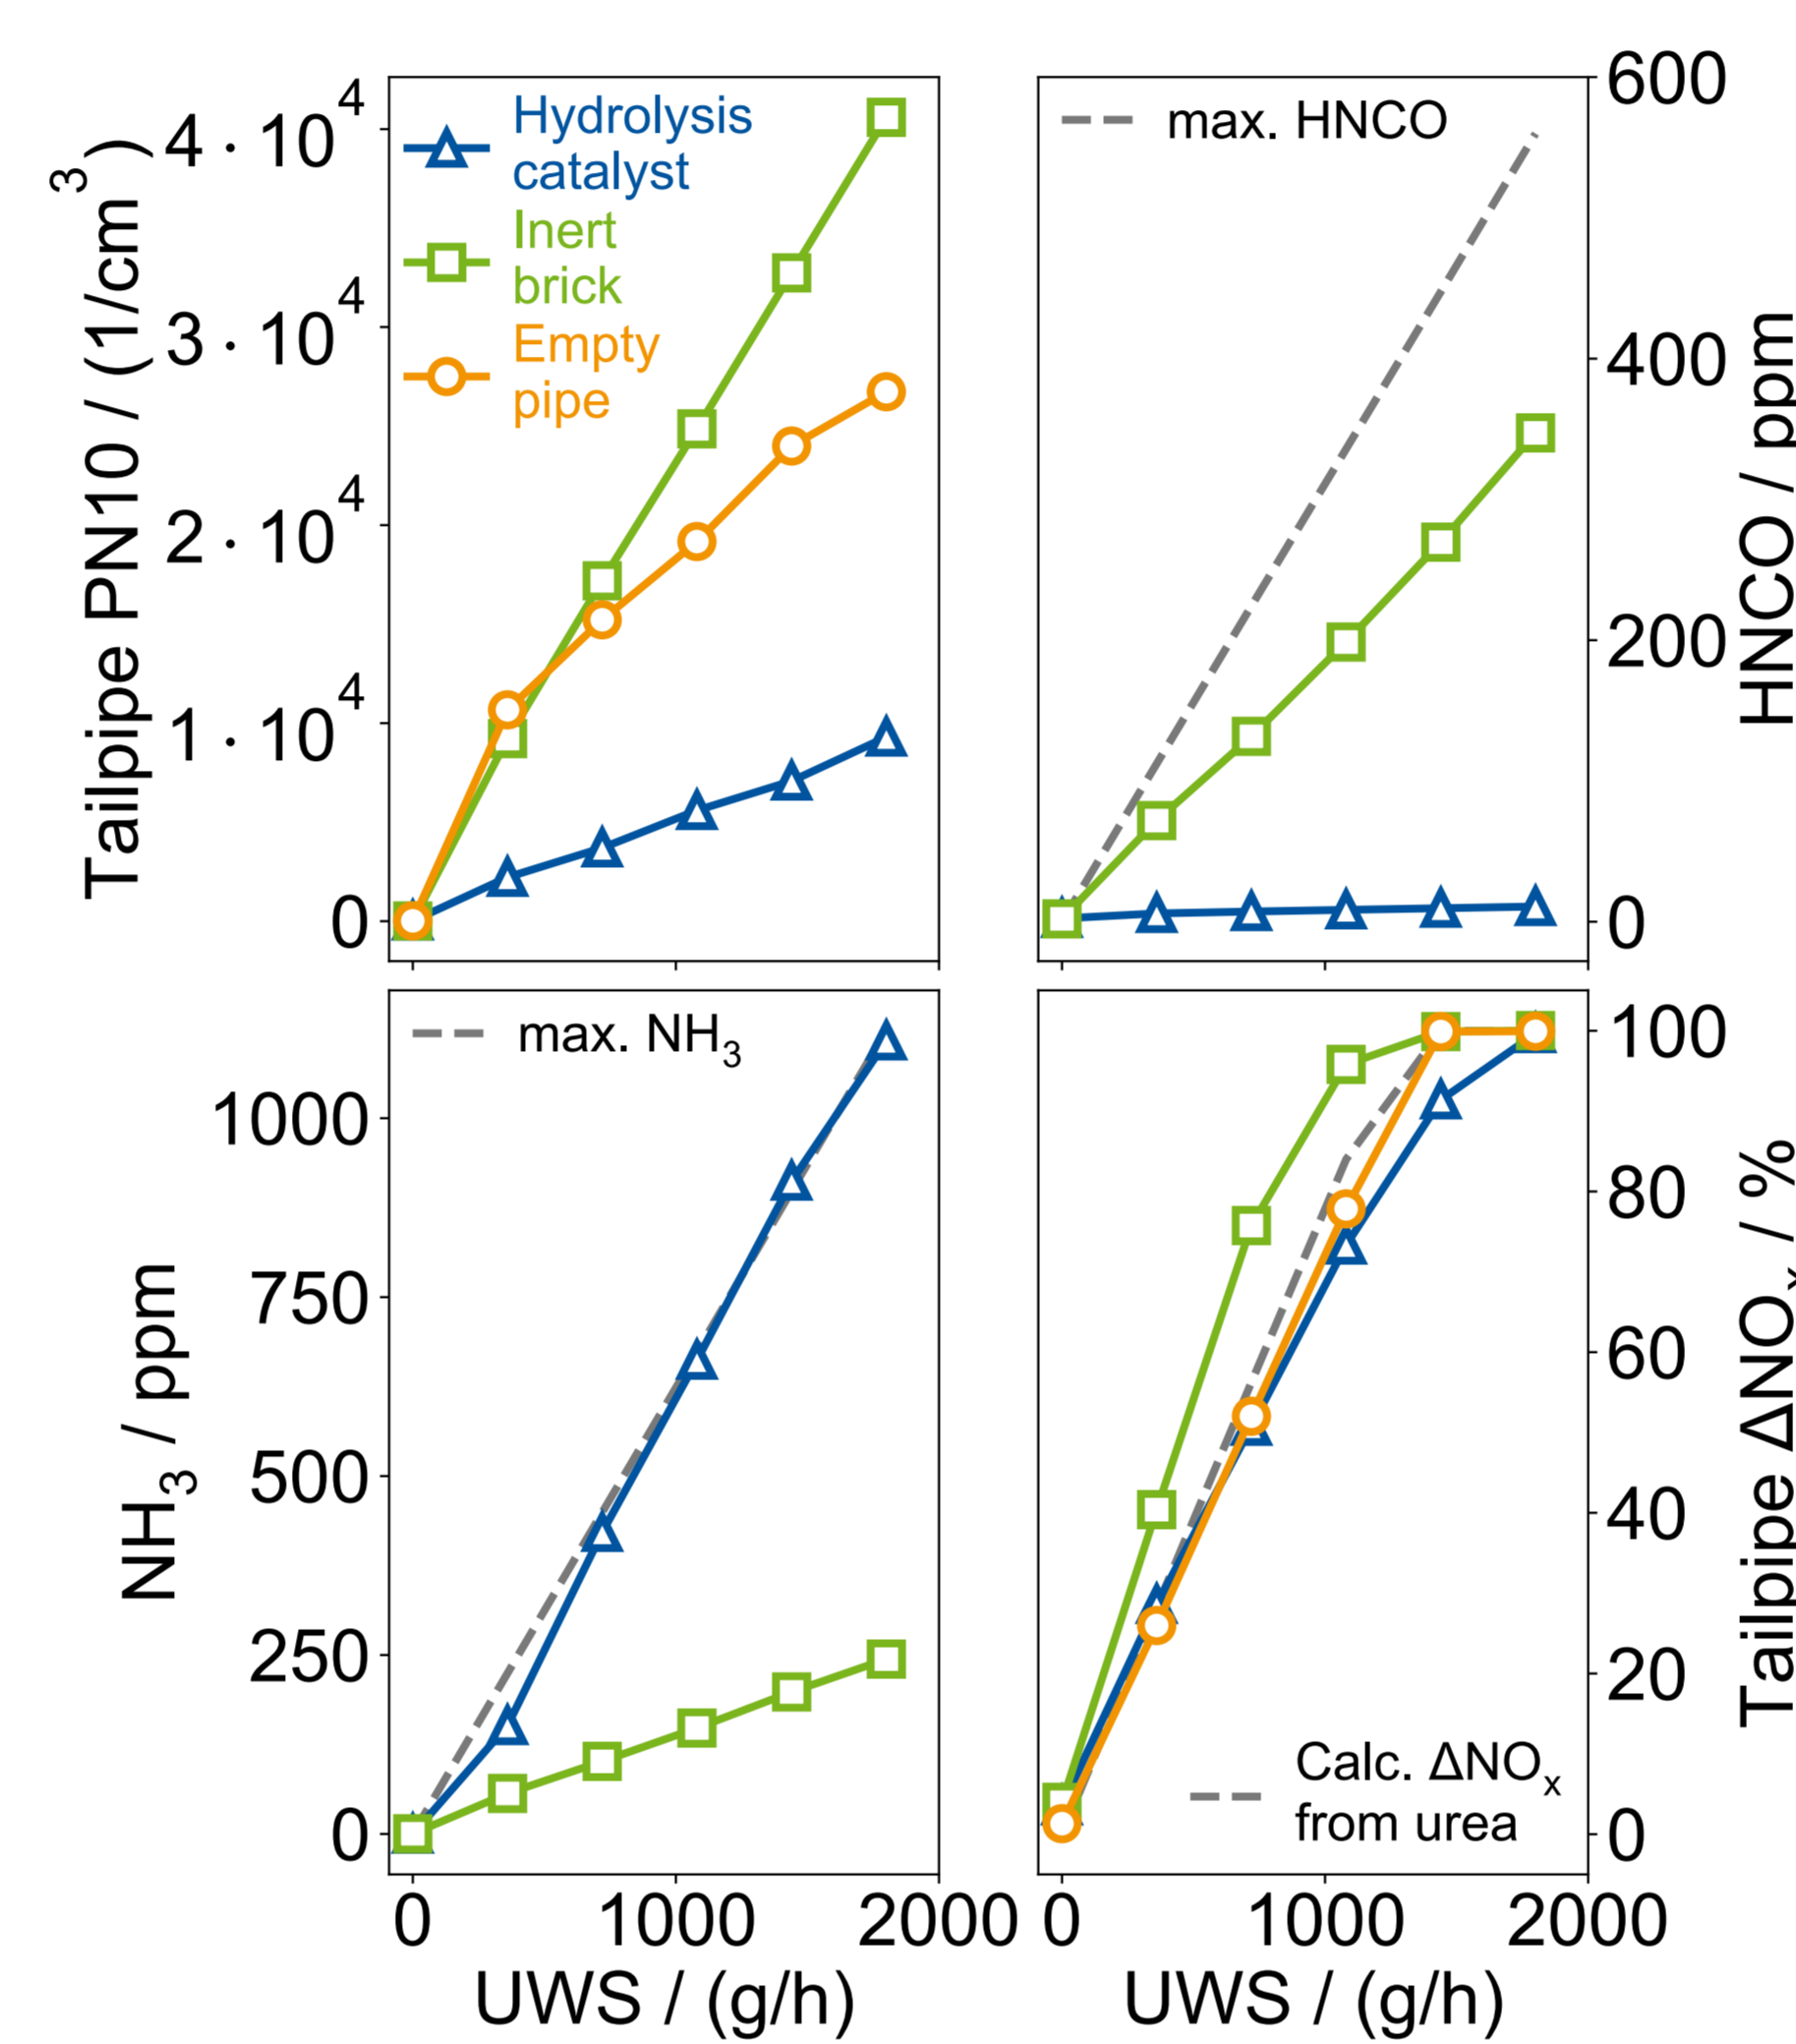 Tailpipe PN10 / (1/cm³)
4 · 10⁴
3 · 10⁴
2 · 10⁴
1 · 10⁴
0
Hydrolysis
catalyst
Inert
brick
Empty
pipe
max. HNCO
600
400
200
0
HNCO / ppm
NH₃ / ppm
1000
750
500
250
0
max. NH₃
0
1000
2000
UWS / (g/h)
Calc. ΔNOₓ
from urea
100
80
60
40
20
0
Tailpipe ΔNOₓ / %
0
1000
2000
UWS / (g/h)